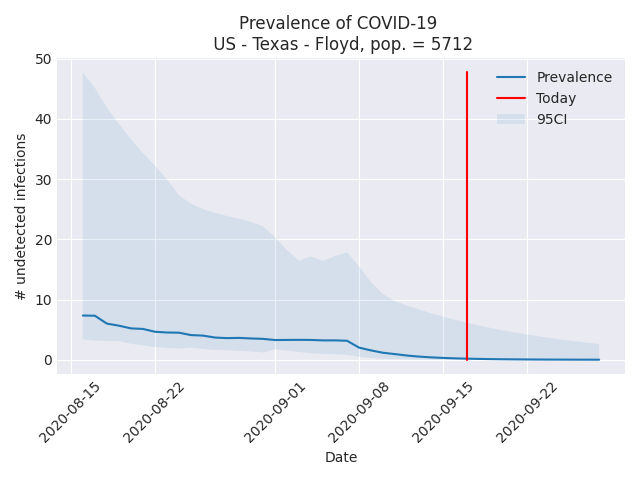 Prevalence of COVID-19
US - Texas - Floyd, pop. = 5712
# undetected infections
50
40
30
20
10
0
Prevalence
Today
95CI
2020-08-15
2020-08-22
2020-09-01
2020-09-08
2020-09-15
2020-09-22
Date